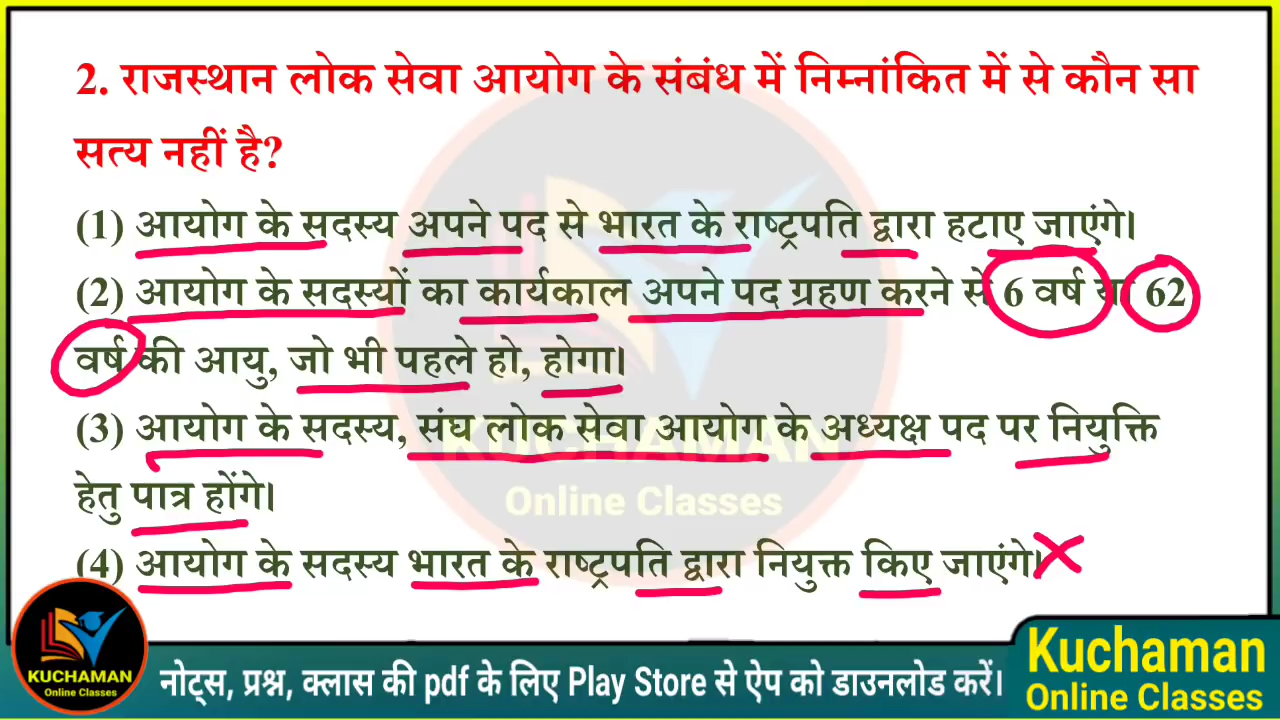 2. राजस्थान लोक सेवा आयोग के संबंध में निम्नांकित में से कौन सा
सत्य नहीं है?
(1) आयोग के सदस्य अपने पद से भारत के राष्ट्रपति द्वारा हटाए जाएंगे।
(2) आयोग के सदस्यों का कार्यकाल अपने पद ग्रहण करने से 6 वर्ष या 62
वर्ष की आयु, जो भी पहले हो, होगा।
(3) आयोग के सदस्य, संघ लोक सेवा आयोग के अध्यक्ष पद पर नियुक्ति
हेतु पात्र होंगे।
(4) आयोग के सदस्य भारत के राष्ट्रपति द्वारा नियुक्त किए जाएंगे।
KUCHAMAN
Online Classes
KUCHAMAN
Online Classes
नोट्स, प्रश्न, क्लास की pdf के लिए Play Store से ऐप को डाउनलोड करें।
Kuchaman
Online Classes